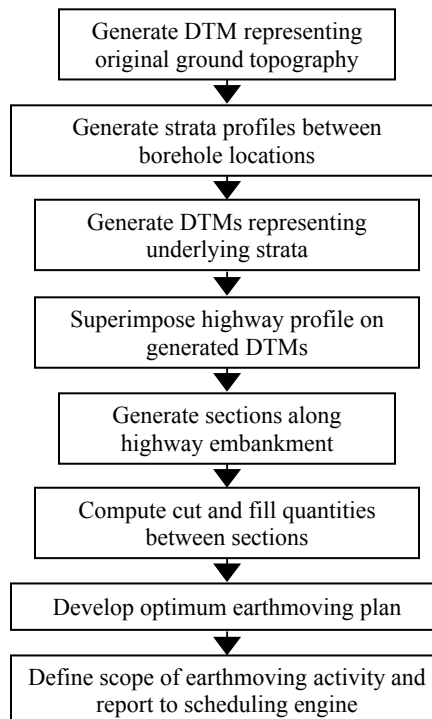 Generate DTM representing
original ground topography
Generate strata profiles between
borehole locations
Generate DTMs representing
underlying strata
Superimpose highway profile on
generated DTMs
Generate sections along
highway embankment
Compute cut and fill quantities
between sections
Develop optimum earthmoving plan
Define scope of earthmoving activity and
report to scheduling engine